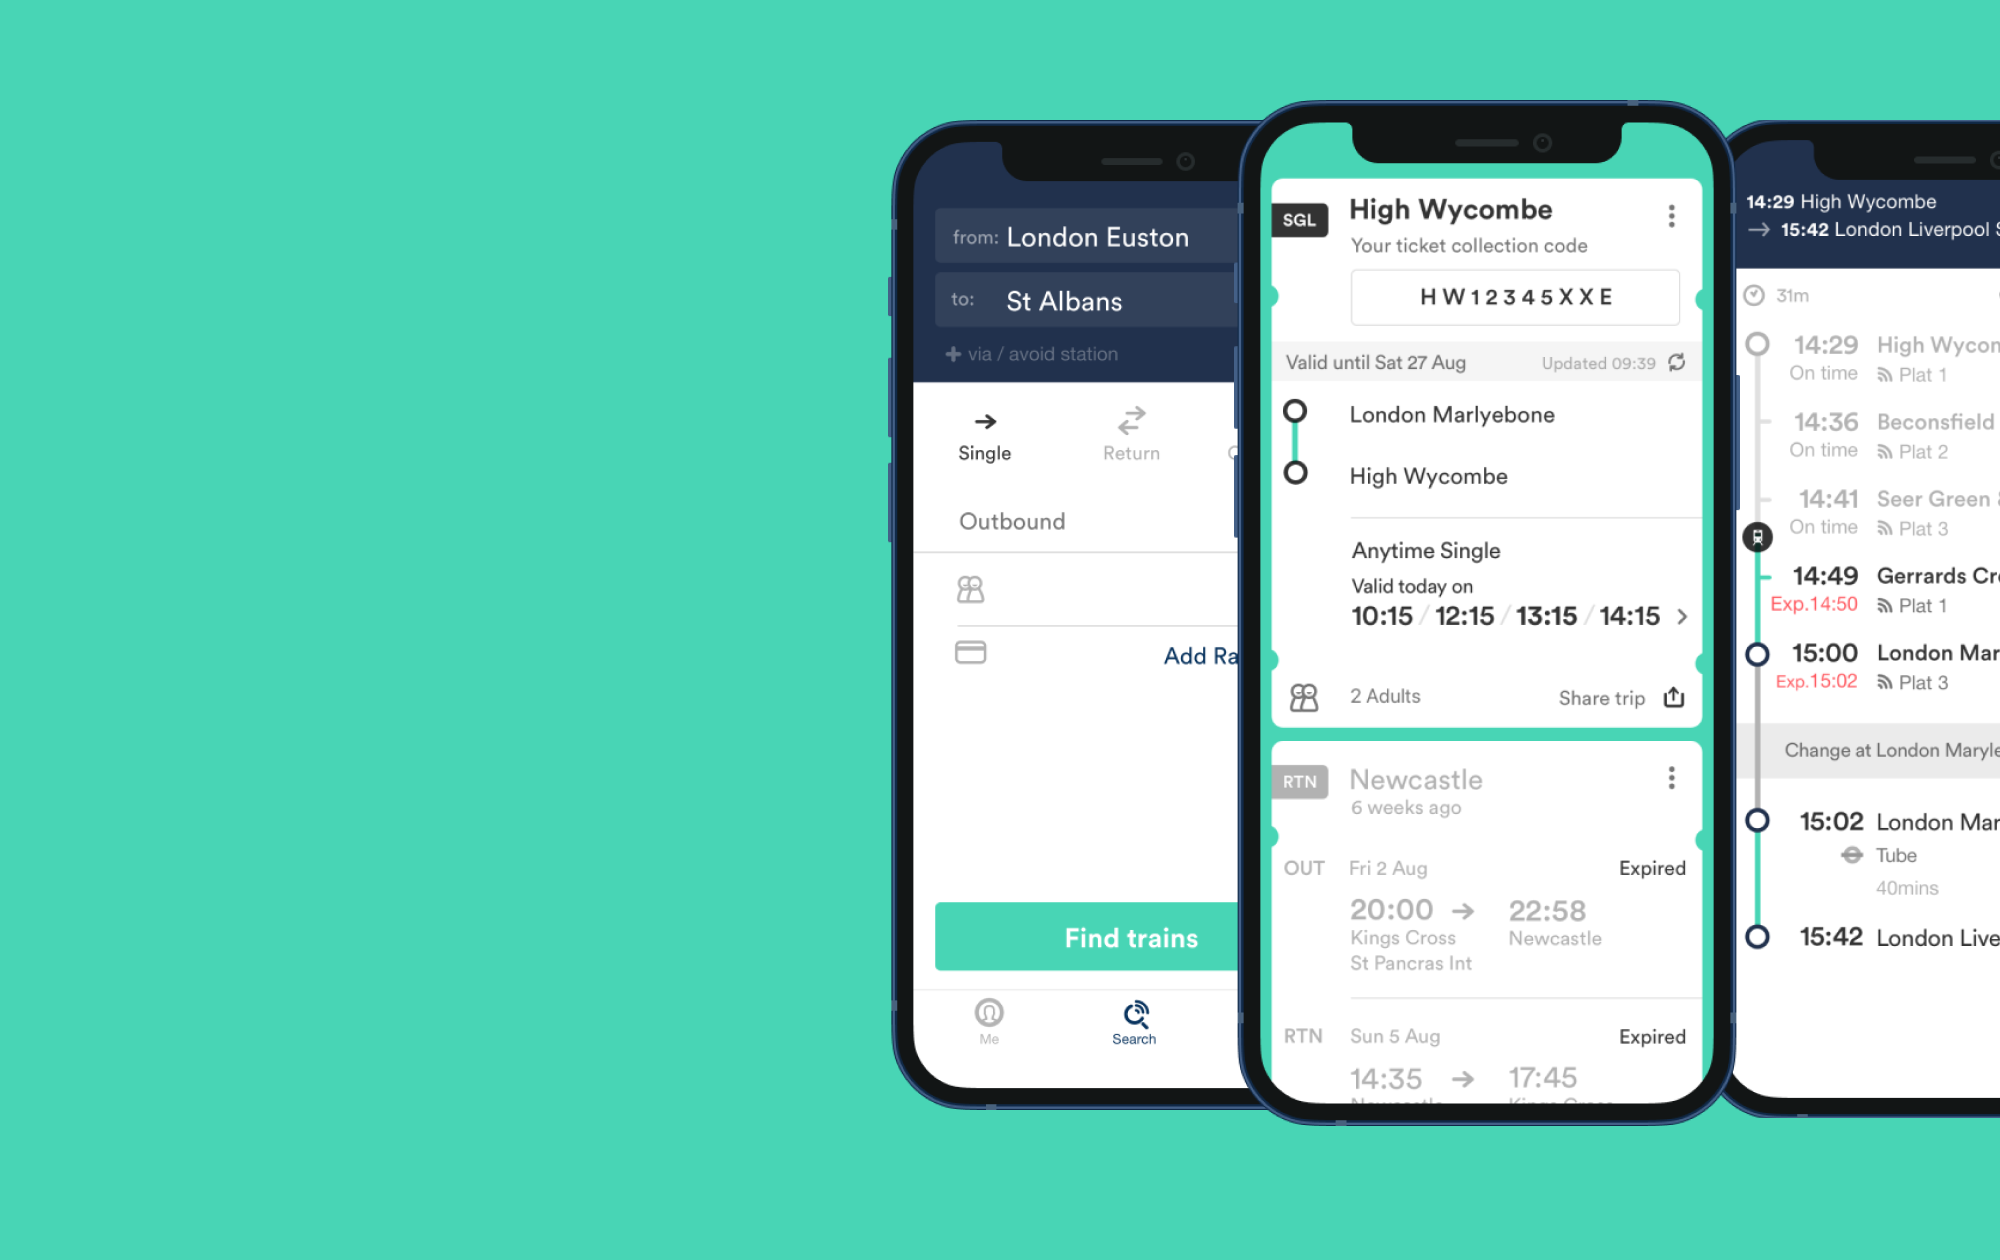 from: London Euston
to: St Albans
via / avoid station
Single
Return
Outbound
Add
Find trains
Me
Search
SGL
High Wycombe
Your ticket collection code
HW12345XXE
Valid until Sat 27 Aug
Updated 09:39
London Marlyebone
High Wycombe
Anytime Single
Valid today on
10:15 / 12:15 / 13:15 / 14:15
2 Adults
Share trip
RTN
Newcastle
6 weeks ago
OUT
Fri 2 Aug
Expired
20:00 → 22:58
Kings Cross
St Pancras Int
Newcastle
RTN
Sun 5 Aug
Expired
14:35 → 17:45
Newcastle
Kings Cross
14:29 High Wycombe
→ 15:42 London Liverpool
31m
14:29 High
On time
Plat 1
14:36 Beconsfield
On time
Plat 2
14:41 Seer Green
On time
Plat 3
14:49 Gerrards
Exp.14:50
Plat 1
15:00 London
Exp.15:02
Plat 3
Change at London
15:02 London
Tube
40mins
15:42 London